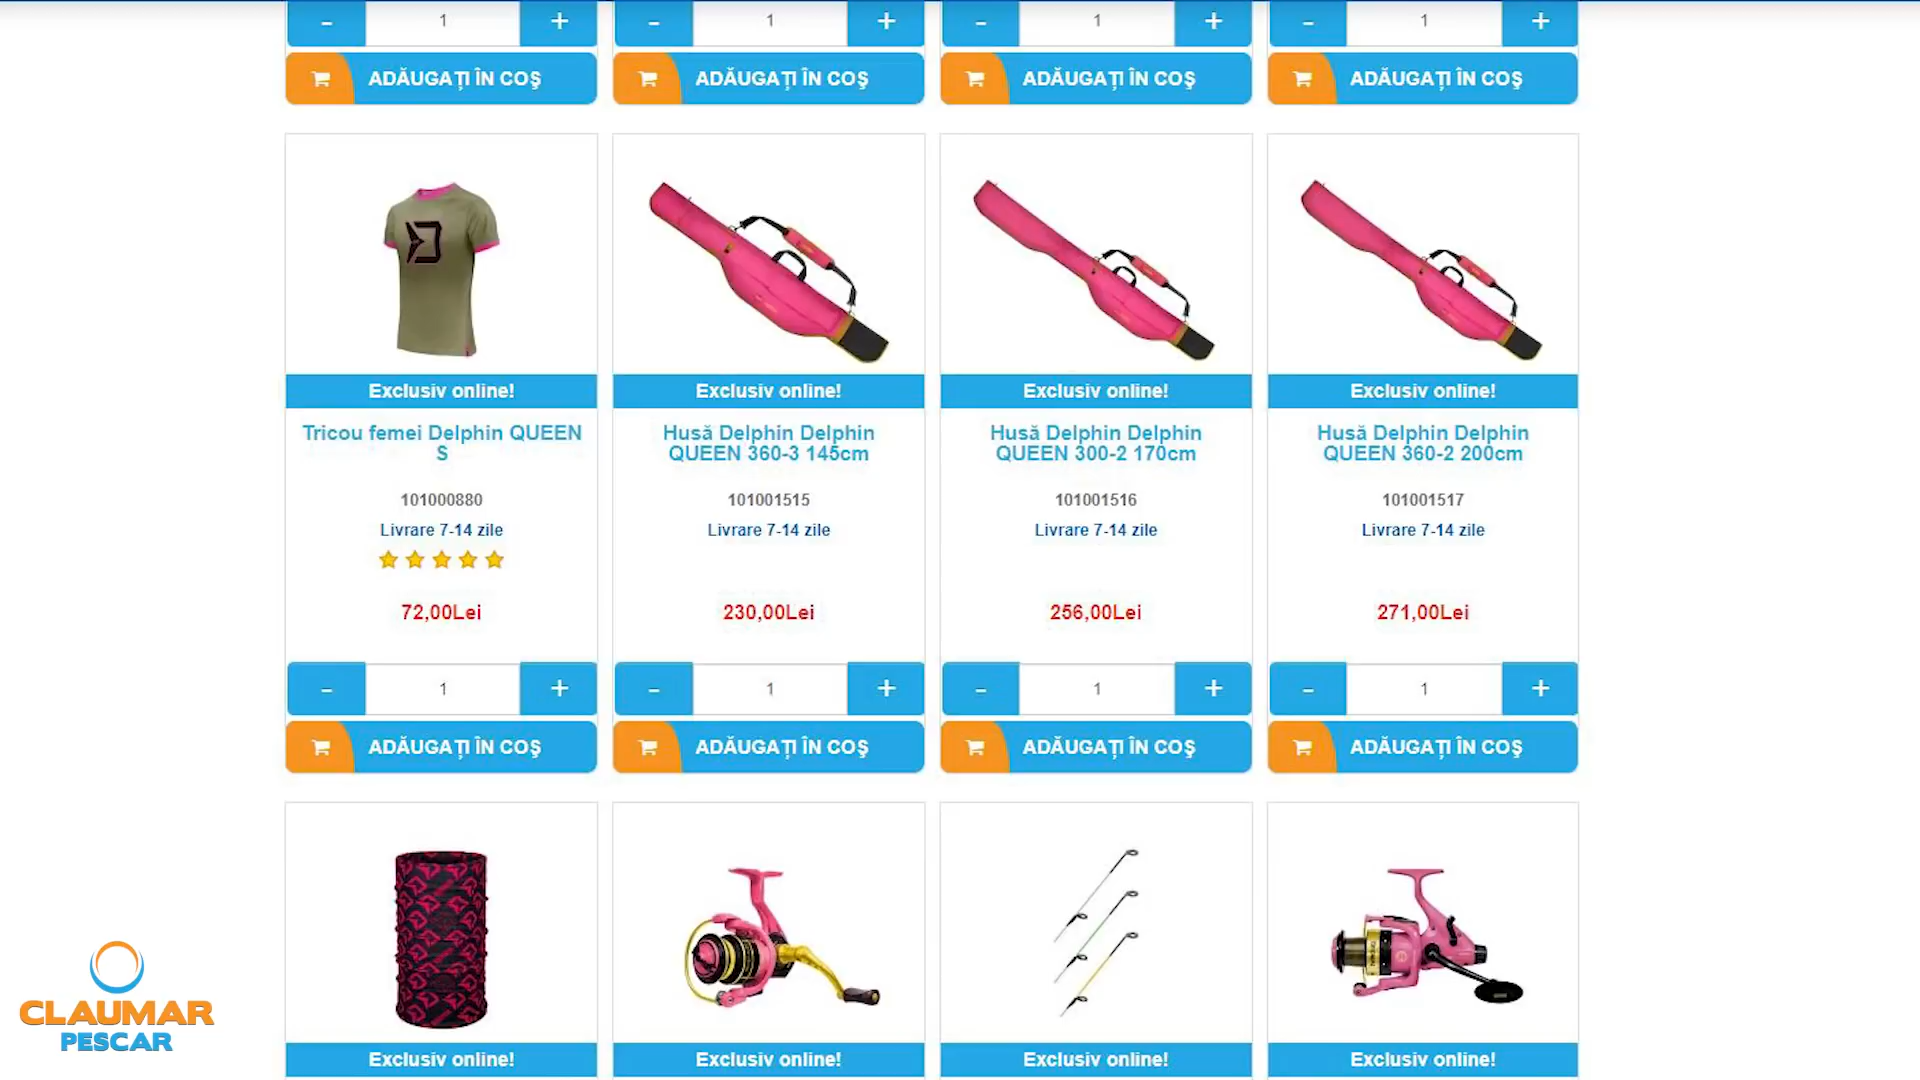 - 1 + - 1 + - 1 + - 1 +
ADĂUGAȚI ÎN COȘ ADĂUGAȚI ÎN COȘ ADĂUGAȚI ÎN COȘ ADĂUGAȚI ÎN COȘ
Exclusiv online! Exclusiv online! Exclusiv online! Exclusiv online!
Tricou femei Delphin QUEEN
S
Husă Delphin Delphin
QUEEN 360-3 145cm
Husă Delphin Delphin
QUEEN 300-2 170cm
Husă Delphin Delphin
QUEEN 360-2 200cm
101000880 101001515 101001516 101001517
Livrare 7-14 zile Livrare 7-14 zile Livrare 7-14 zile Livrare 7-14 zile
72,00Lei 230,00Lei 256,00Lei 271,00Lei
- 1 + - 1 + - 1 + - 1 +
ADĂUGAȚI ÎN COȘ ADĂUGAȚI ÎN COȘ ADĂUGAȚI ÎN COȘ ADĂUGAȚI ÎN COȘ
Exclusiv online! Exclusiv online! Exclusiv online! Exclusiv online!
CLAUMAR
PESCAR